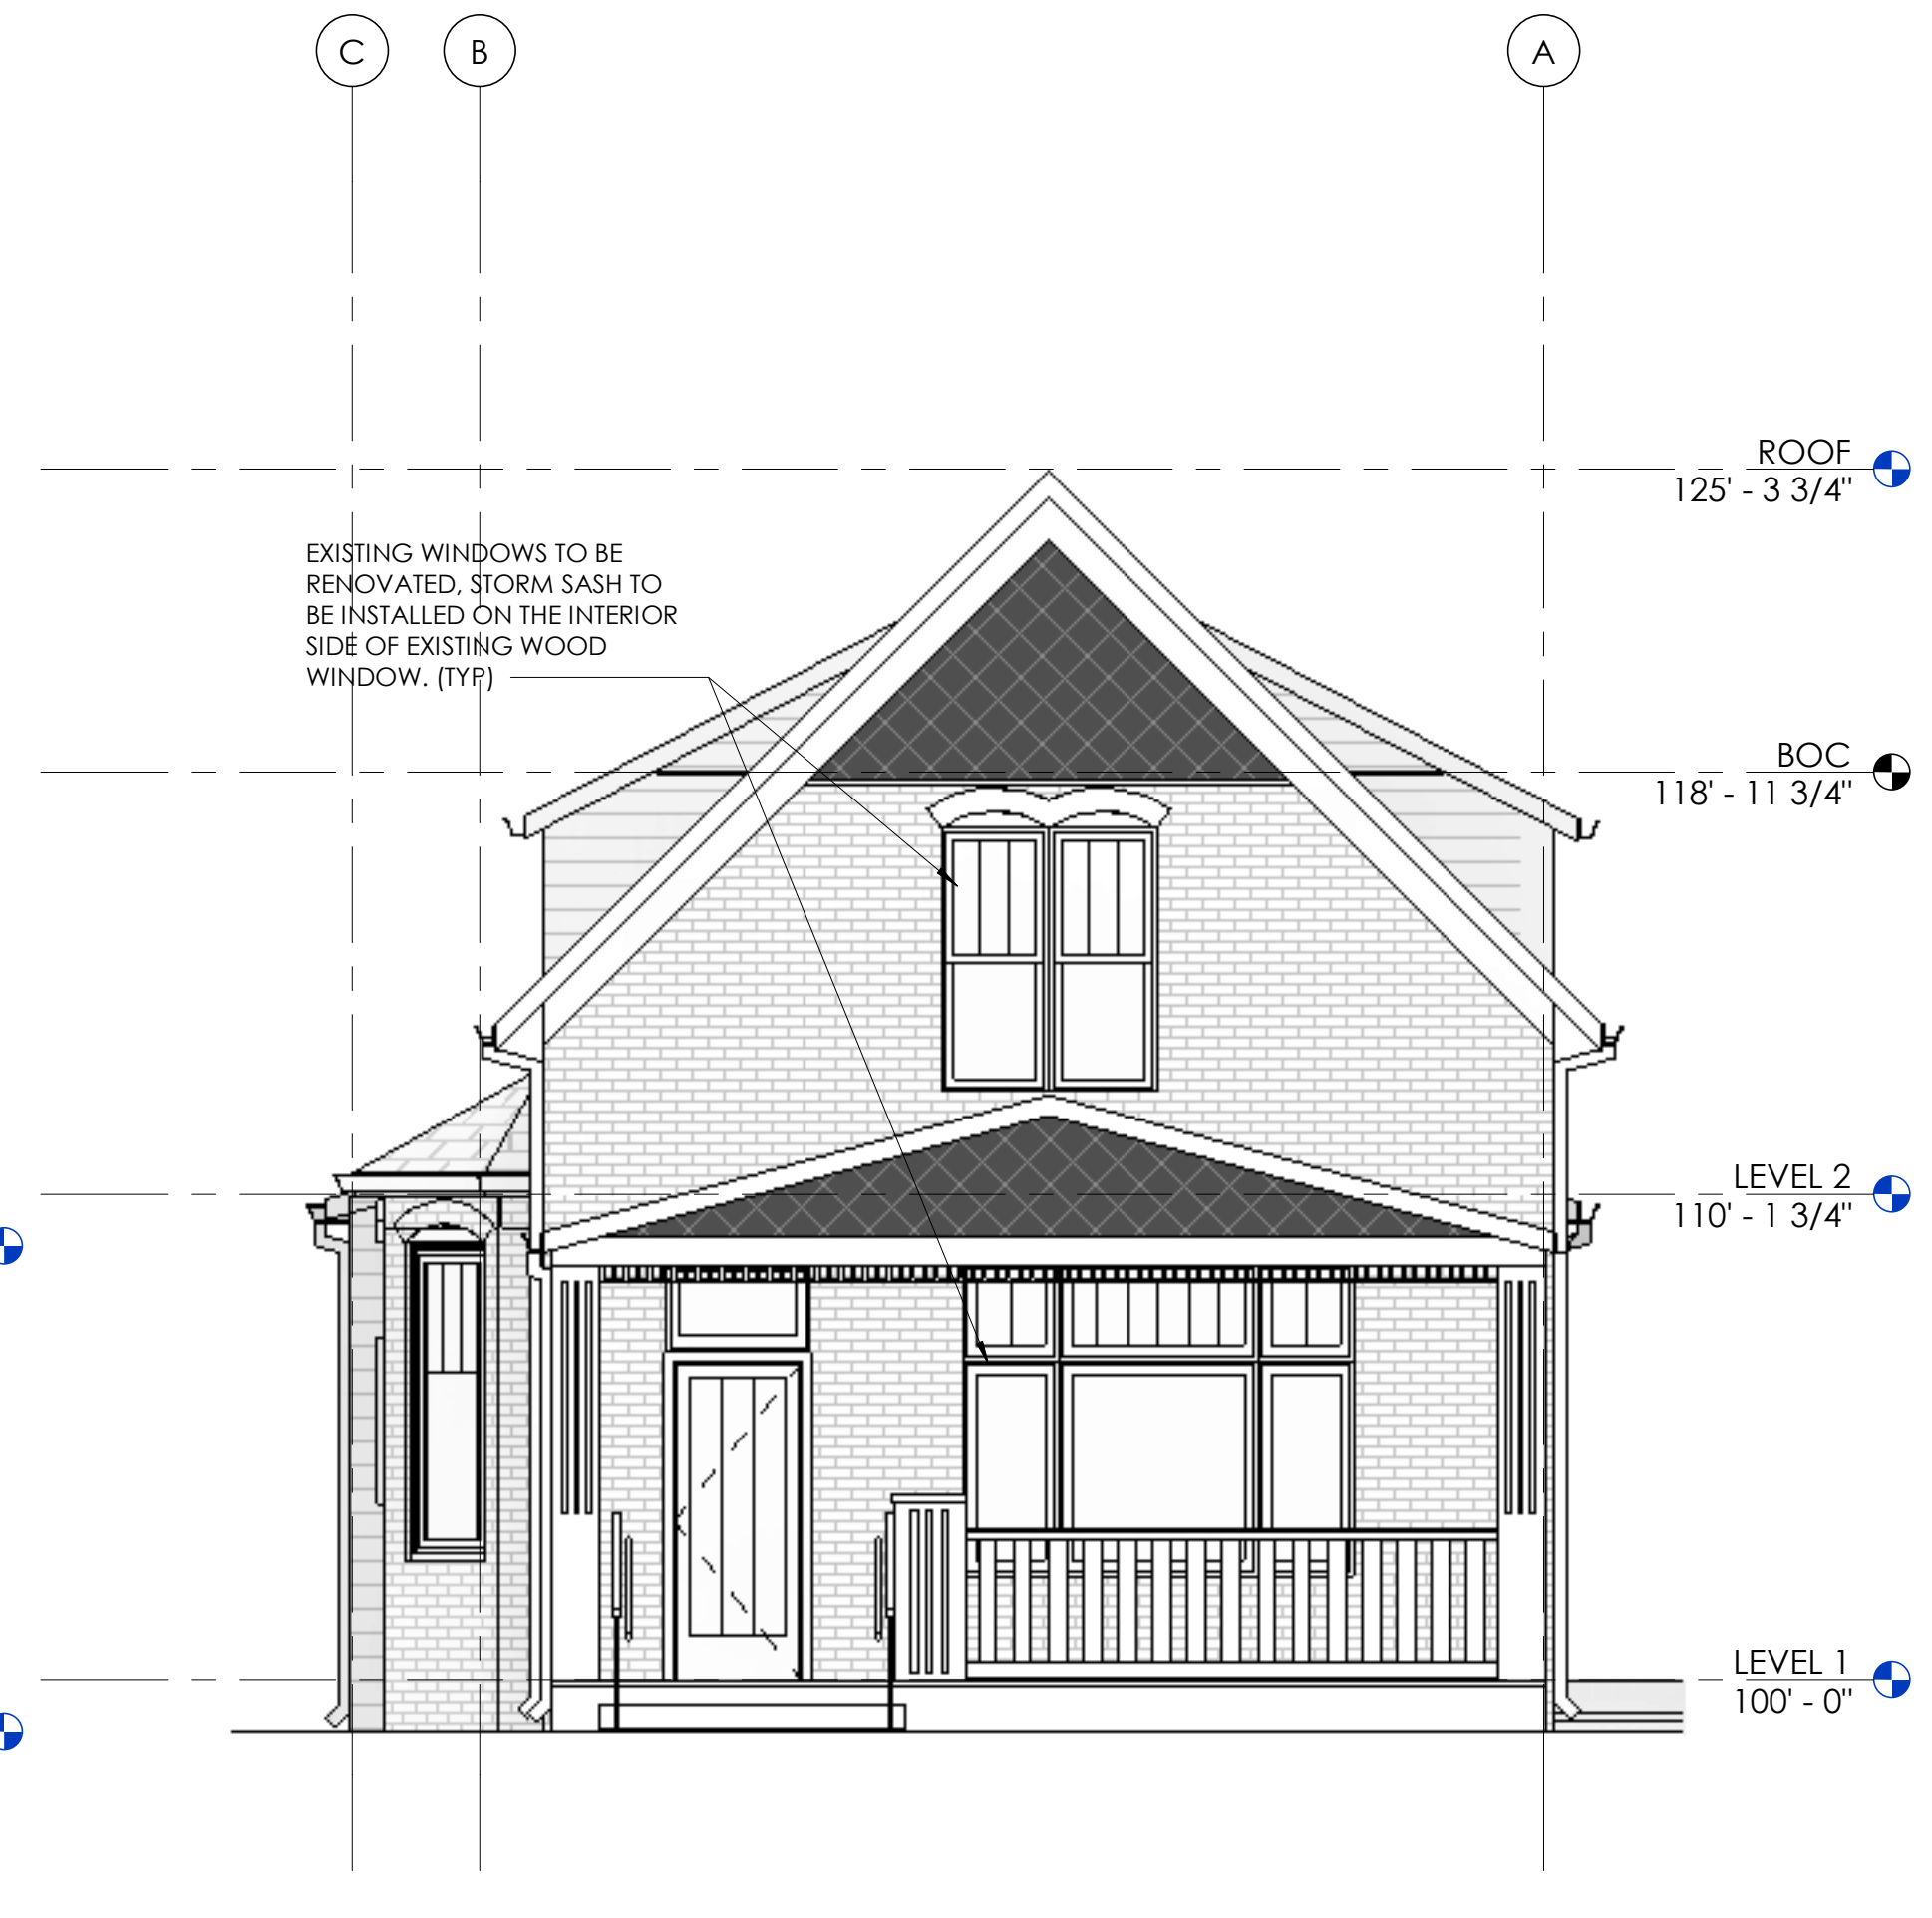 C
B
A
ROOF
125' - 3 3/4"
EXISTING WINDOWS TO BE
RENOVATED, STORM SASH TO
BE INSTALLED ON THE INTERIOR
SIDE OF EXISTING WOOD
WINDOW. (TYP)
BOC
118' - 11 3/4"
LEVEL 2
110' - 1 3/4"
LEVEL 1
100' - 0"